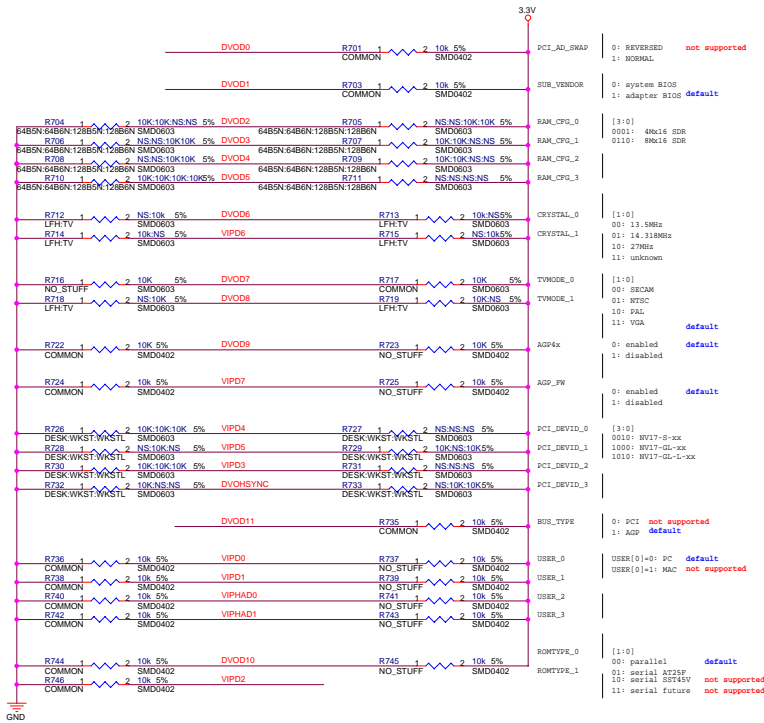 3.3V
DVOD0 R701 1 2 10k 5% PCI_AD_SWAP 0: REVERSED not supported
COMMON SMD0402 1: NORMAL
DVOD1 R703 1 2 10k 5% SUB_VENDOR 0: system BIOS
COMMON SMD0402 1: adapter BIOS default
R704 1 2 10K:10K:NS:NS 5% DVOD2 R705 1 2 NS:NS:10K:10K 5% RAM_CFG_0 [3:0]
64B5N:64B6N:128B5N:128B6N SMD0603 64B5N:64B6N:128B5N:128B6N SMD0603 0001: 4Mx16 SDR
R706 1 2 NS:NS:10K10K 5% DVOD3 R707 1 2 10K:10K:NS:NS 5% RAM_CFG_1 0110: 8Mx16 SDR
64B5N:64B6N:128B5N:128B6N SMD0603 64B5N:64B6N:128B5N:128B6N SMD0603
R708 1 2 NS:NS:10K10K 5% DVOD4 R709 1 2 10K:10K:NS:NS 5% RAM_CFG_2
64B5N:64B6N:128B5N:128B6N SMD0603 64B5N:64B6N:128B5N:128B6N SMD0603
R710 1 2 10K:10K:10K:10K5% DVOD5 R711 1 2 NS:NS:NS:NS 5% RAM_CFG_3
64B5N:64B6N:128B5N:128B6N SMD0603 64B5N:64B6N:128B5N:128B6N SMD0603
R712 1 2 NS:10k 5% DVOD6 R713 1 2 10k:NS5% CRYSTAL_0 [1:0]
LFH:TV SMD0603 LFH:TV SMD0603 00: 13.5MHz
R714 1 2 10k:NS 5% VIPD6 R715 1 2 NS:10k5% CRYSTAL_1 01: 14.318MHz
LFH:TV SMD0603 LFH:TV SMD0603 10: 27MHz
11: unknown
R716 1 2 10K 5% DVOD7 R717 1 2 10K 5% TVMODE_0 [1:0]
NO_STUFF SMD0603 COMMON SMD0603 00: SECAM
R718 1 2 NS:10K 5% DVOD8 R719 1 2 10K:NS 5% TVMODE_1 01: NTSC
LFH:TV SMD0603 LFH:TV SMD0603 10: PAL
11: VGA default
R722 1 2 10K 5% DVOD9 R723 1 2 10K 5% AGP4x 0: enabled default
COMMON SMD0402 NO_STUFF SMD0402 1: disabled
R724 1 2 10k 5% VIPD7 R725 1 2 10k 5% AGP_FW 0: enabled default
COMMON SMD0402 NO_STUFF SMD0402 1: disabled
R726 1 2 10K:10K:10K 5% VIPD4 R727 1 2 NS:NS:NS 5% PCI_DEVID_0 [3:0]
DESK:WKST:WKSTL SMD0603 DESK:WKST:WKSTL SMD0603 0010: NV17-S-xx
R728 1 2 NS:10K:NS 5% VIPD5 R729 1 2 10K:NS:10K5% PCI_DEVID_1 1000: NV17-GL-xx
DESK:WKST:WKSTL SMD0603 DESK:WKST:WKSTL SMD0603 1010: NV17-GL-L-xx
R730 1 2 10K:10K:10K 5% VIPD3 R731 1 2 NS:NS:NS 5% PCI_DEVID_2
DESK:WKST:WKSTL SMD0603 DESK:WKST:WKSTL SMD0603
R732 1 2 10K:NS:NS 5% DVOHSYNC R733 1 2 NS:10K:10K5% PCI_DEVID_3
DESK:WKST:WKSTL SMD0603 DESK:WKST:WKSTL SMD0603
DVOD11 R735 1 2 10k 5% BUS_TYPE 0: PCI not supported
COMMON SMD0402 1: AGP default
R736 1 2 10k 5% VIPD0 R737 1 2 10k 5% USER_0 USER[0]=0: PC default
COMMON SMD0402 NO_STUFF SMD0402 USER[0]=1: MAC not supported
R738 1 2 10k 5% VIPD1 R739 1 2 10k 5% USER_1
COMMON SMD0402 NO_STUFF SMD0402
R740 1 2 10k 5% VIPHAD0 R741 1 2 10k 5% USER_2
COMMON SMD0402 NO_STUFF SMD0402
R742 1 2 10k 5% VIPHAD1 R743 1 2 10k 5% USER_3
COMMON SMD0402 NO_STUFF SMD0402
ROMTYPE_0 [1:0]
R744 1 2 10k 5% DVOD10 R745 1 2 10k 5% 00: parallel default
COMMON SMD0402 NO_STUFF SMD0402 ROMTYPE_1 01: serial AT25F
R746 1 2 10k 5% VIPD2 10: serial SST45V not supported
COMMON SMD0402 11: serial future not supported
GND